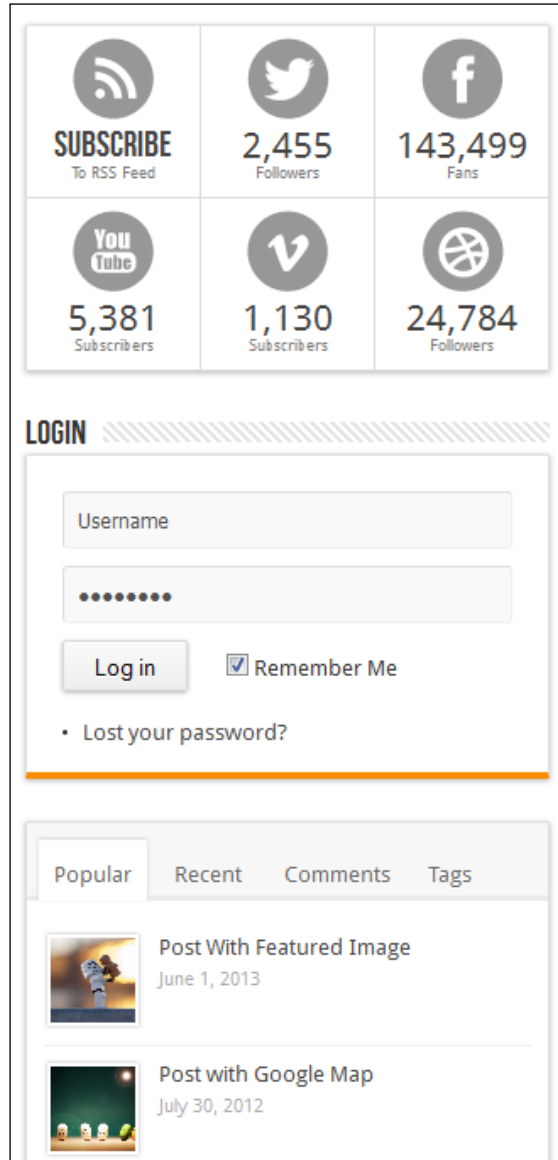 SUBSCRIBE
To RSS Feed
2,455
Followers
143,499
Fans
You
Tube
5,381
Subscribers
1,130
Subscribers
24,784
Followers
LOGIN
Username
Log in
Remember Me
• Lost your password?
Popular Recent Comments Tags
Post With Featured Image
June 1, 2013
Post with Google Map
July 30, 2012